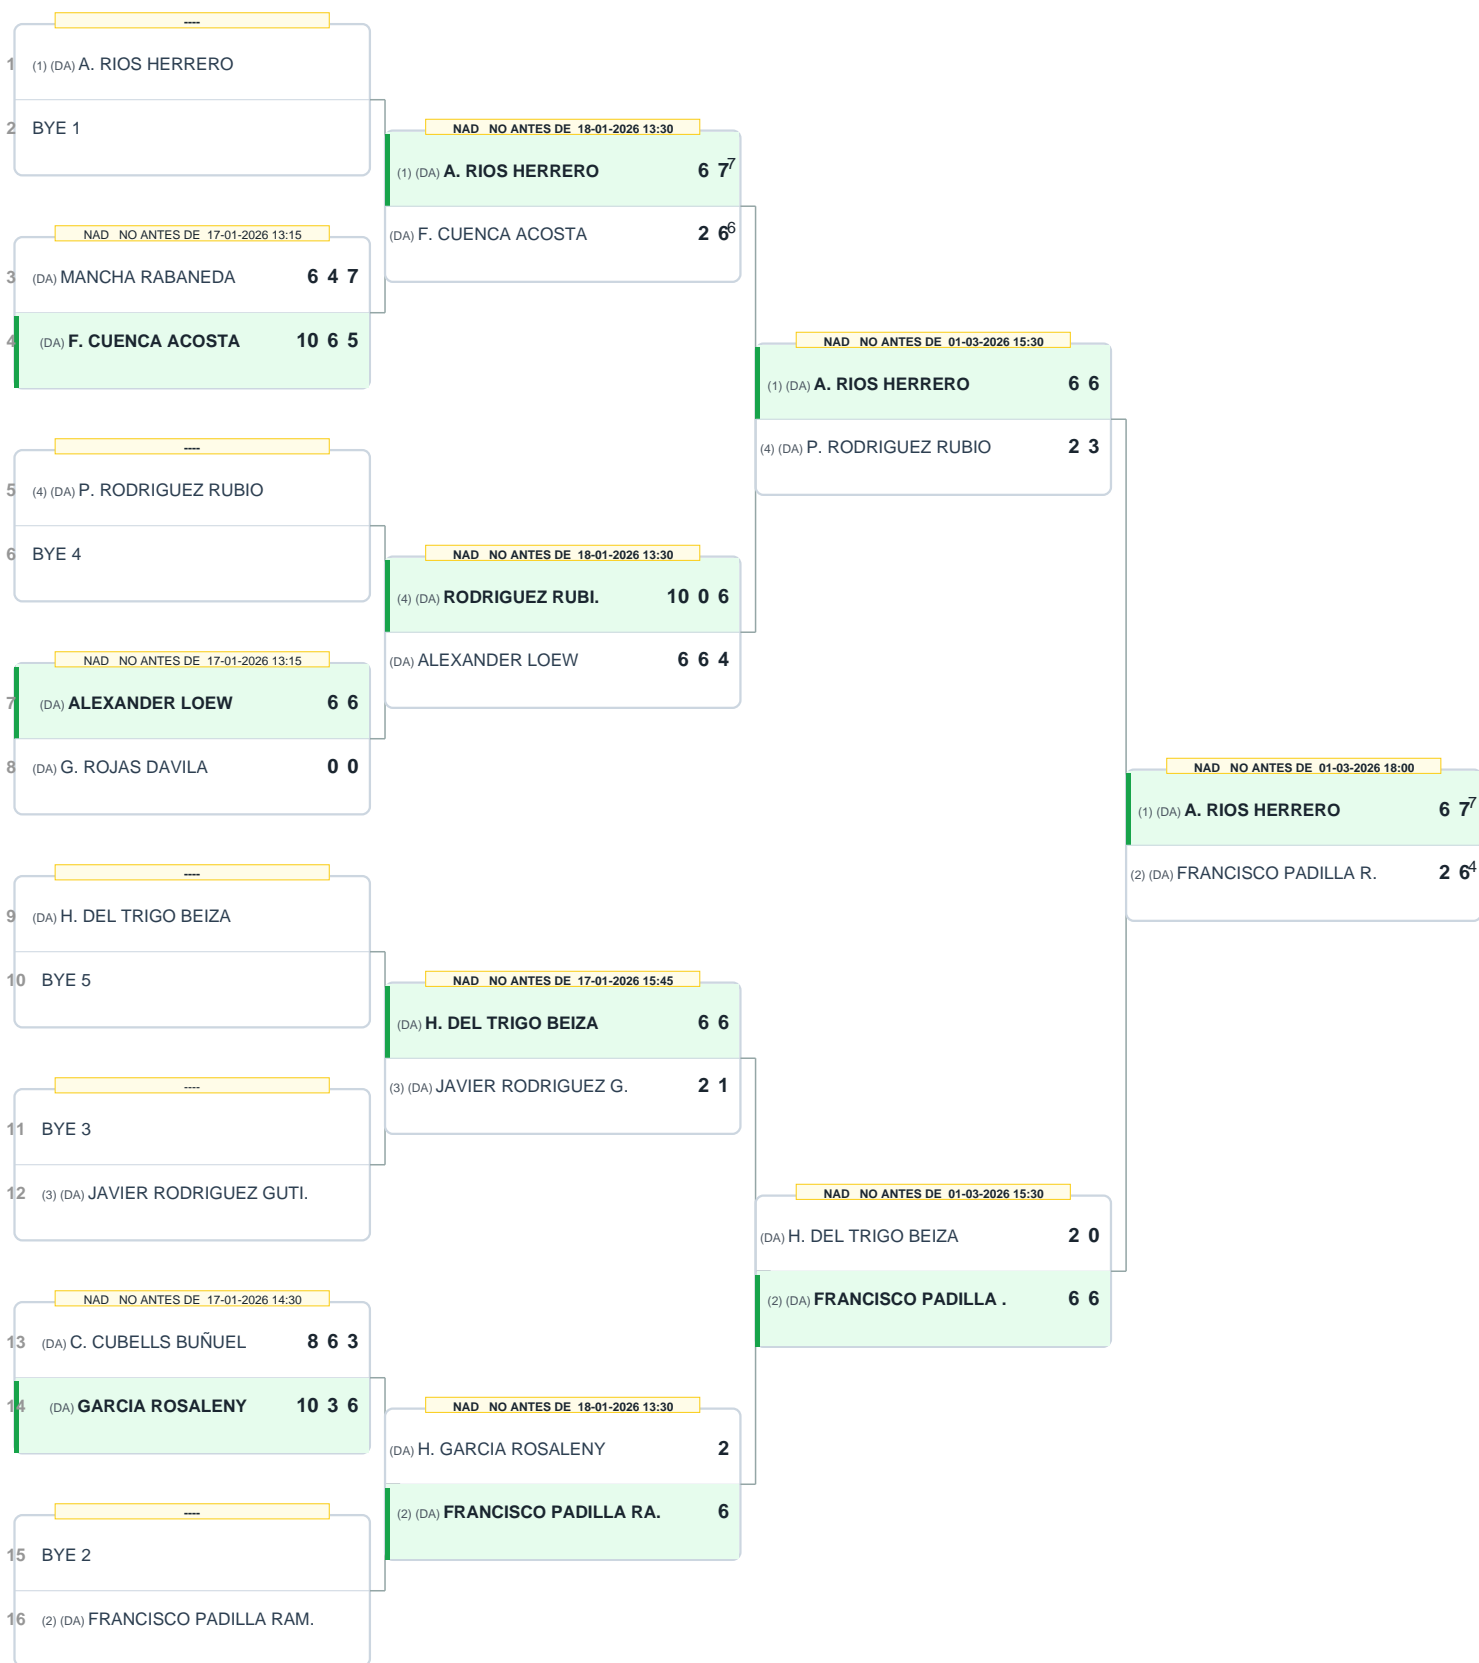 ----
1 (1) (DA) A. RIOS HERRERO
2 BYE 1
NAD NO ANTES DE 17-01-2026 13:15
3 (DA) MANCHA RABANEDA 6 4 7
4 (DA) F. CUENCA ACOSTA 10 6 5
----
5 (4) (DA) P. RODRIGUEZ RUBIO
6 BYE 4
NAD NO ANTES DE 17-01-2026 13:15
7 (DA) ALEXANDER LOEW 6 6
8 (DA) G. ROJAS DAVILA 0 0
----
9 (DA) H. DEL TRIGO BEIZA
10 BYE 5
----
11 BYE 3
12 (3) (DA) JAVIER RODRIGUEZ GUTI.
NAD NO ANTES DE 17-01-2026 14:30
13 (DA) C. CUBELLS BUÑUEL 8 6 3
14 (DA) GARCIA ROSALENY 10 3 6
----
15 BYE 2
16 (2) (DA) FRANCISCO PADILLA RAM.
NAD NO ANTES DE 18-01-2026 13:30
(1) (DA) A. RIOS HERRERO 6 7 7
(DA) F. CUENCA ACOSTA 2 6 6
NAD NO ANTES DE 18-01-2026 13:30
(4) (DA) RODRIGUEZ RUBI. 10 0 6
(DA) ALEXANDER LOEW 6 6 4
NAD NO ANTES DE 17-01-2026 15:45
(DA) H. DEL TRIGO BEIZA 6 6
(3) (DA) JAVIER RODRIGUEZ G. 2 1
NAD NO ANTES DE 18-01-2026 13:30
(DA) H. GARCIA ROSALENY 2
(2) (DA) FRANCISCO PADILLA RA. 6
NAD NO ANTES DE 01-03-2026 15:30
(1) (DA) A. RIOS HERRERO 6 6
(4) (DA) P. RODRIGUEZ RUBIO 2 3
NAD NO ANTES DE 01-03-2026 15:30
(DA) H. DEL TRIGO BEIZA 2 0
(2) (DA) FRANCISCO PADILLA . 6 6
NAD NO ANTES DE 01-03-2026 18:00
(1) (DA) A. RIOS HERRERO 6 7 7
(2) (DA) FRANCISCO PADILLA R. 2 6 4